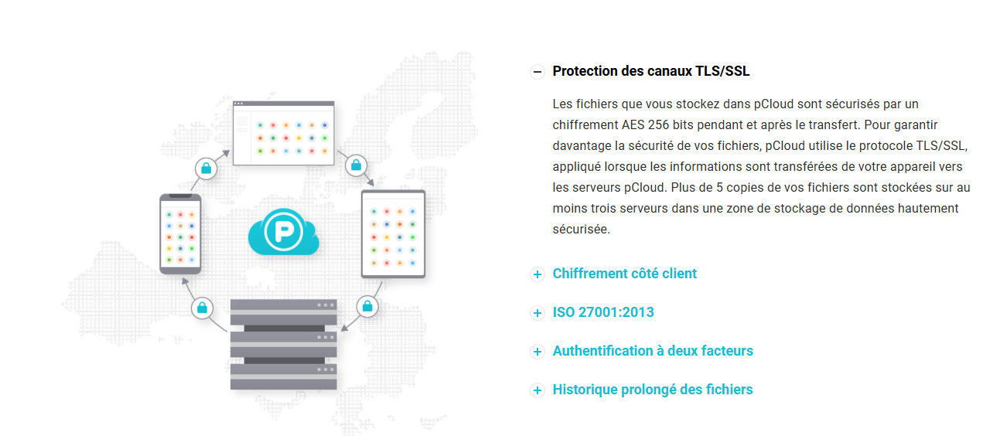 Protection des canaux TLS/SSL
Les fichiers que vous stockez dans pCloud sont sécurisés par un
chiffrement AES 256 bits pendant et après le transfert. Pour garantir
davantage la sécurité de vos fichiers, pCloud utilise le protocole TLS/SSL,
appliqué lorsque les informations sont transférées de votre appareil vers
les serveurs pCloud. Plus de 5 copies de vos fichiers sont stockées sur au
moins trois serveurs dans une zone de stockage de données hautement
sécurisée.
Chiffrement côté client
ISO 27001:2013
Authentification à deux facteurs
Historique prolongé des fichiers
P